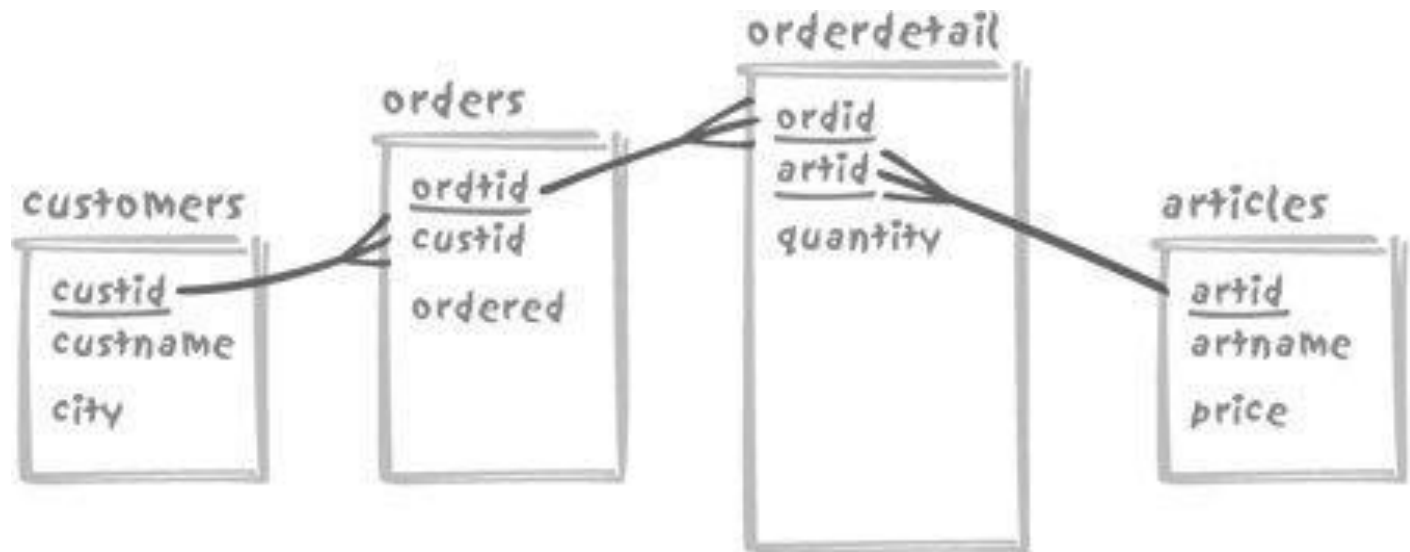 customers
custid
custname
city
orders
ordtid
custid
ordered
orderdetail
ordid
artid
quantity
articles
artid
artname
price